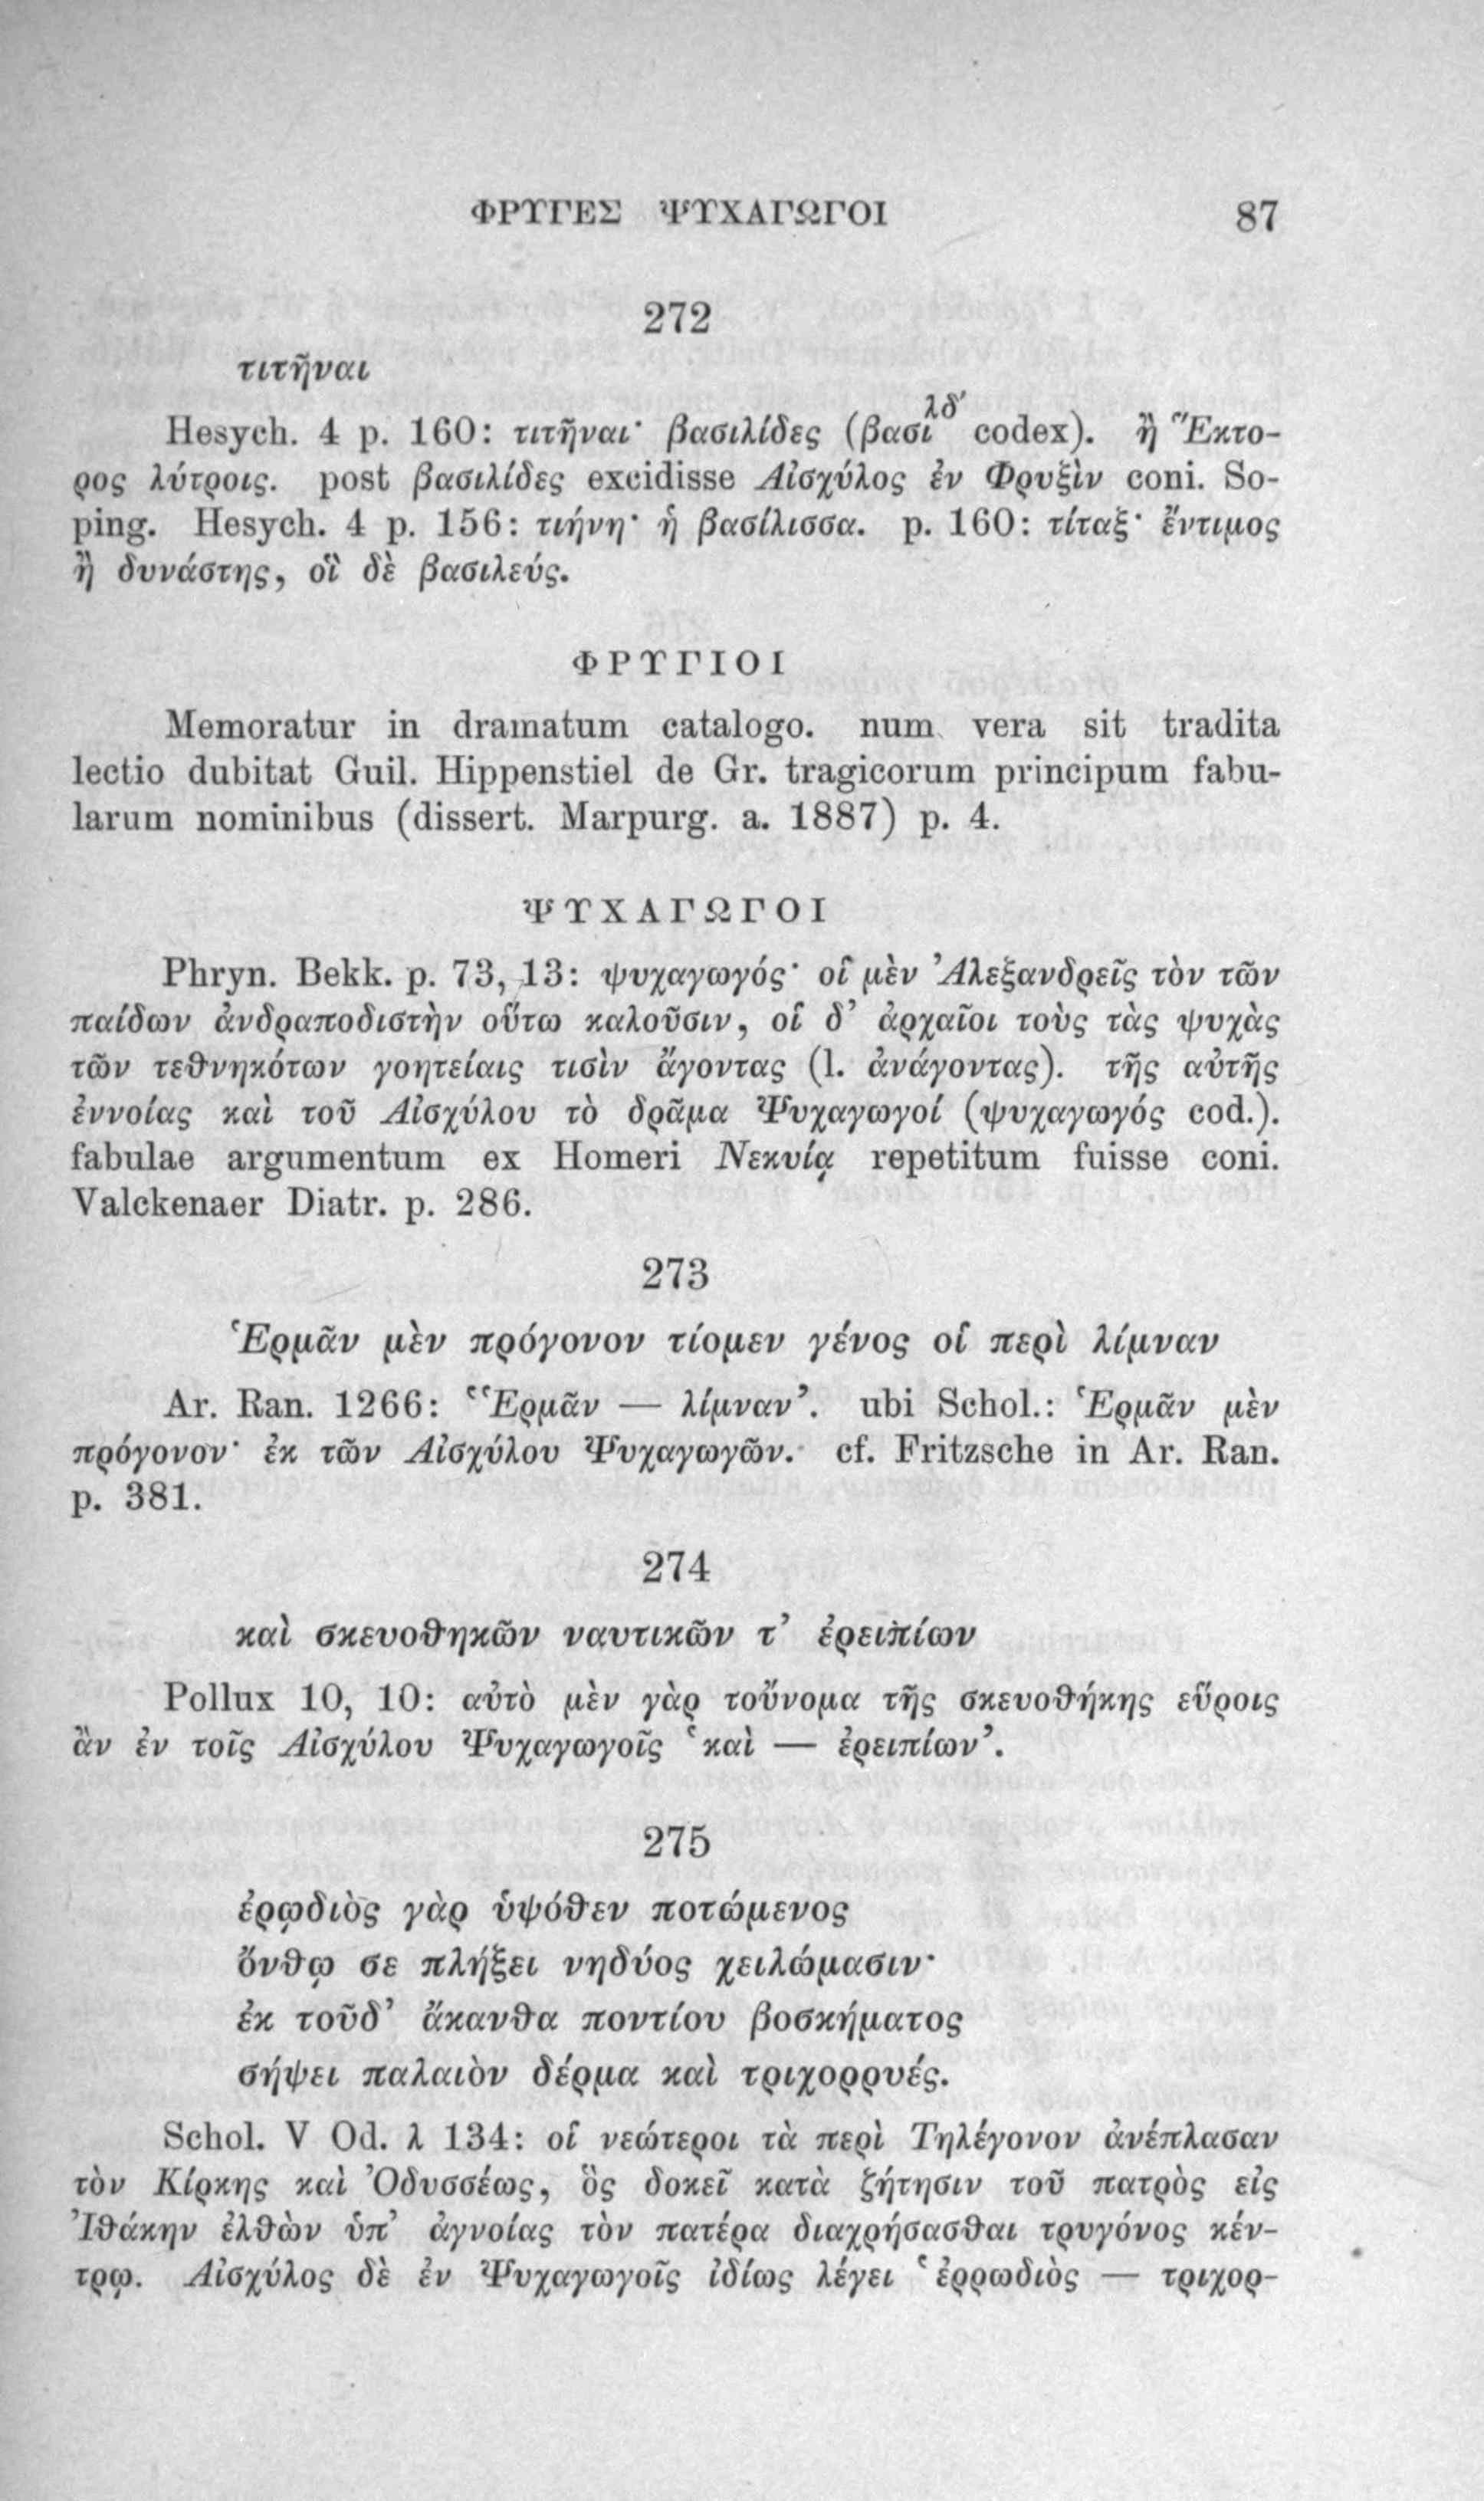 ΦΡΥΓΕΣ ΨΥΧΑΓΩΓΟΙ 87
272
τιτῆναι
Hesych. 4 p. 160: τιτῆναι· βασιλίδες (βασιλδ’ codex). ἢ Ἕκτο-
ρος λύτροις. post βασιλίδες excidisse Αἰσχύλος ἐν Φρυξὶν coni. So-
ping. Hesych. 4 p. 156: τιήνη· ἡ βασίλισσα. p. 160: τίταξ· ἔντιμος
ἢ δυνάστης, οἳ δὲ βασιλεύς.
ΦΡΥΓΙΟΙ
Memoratur in dramatum catalogo. num vera sit tradita
lectio dubitat Guil. Hippenstiel de Gr. tragicorum principum fabu-
larum nominibus (dissert. Marpurg. a. 1887) p. 4.
ΨΥΧΑΓΩΓΟΙ
Phryn. Bekk. p. 73, 13: ψυχαγωγός· οἱ μὲν Ἀλεξανδρεῖς τὸν τῶν
παίδων ἀνδραποδιστὴν οὕτω καλοῦσιν, οἱ δ’ ἀρχαῖοι τοὺς τὰς ψυχὰς
τῶν τεθνηκότων γοητείαις τισὶν ἄγοντας (l. ἀνάγοντας). τῆς αὐτῆς
ἐννοίας καὶ τοῦ Αἰσχύλου τὸ δρᾶμα Ψυχαγωγοί (ψυχαγωγός cod.).
fabulae argumentum ex Homeri Νεκυίᾳ repetitum fuisse coni.
Valckenaer Diatr. p. 286.
273
Ἑρμᾶν μὲν πρόγονον τίομεν γένος οἱ περὶ λίμναν
Ar. Ran. 1266: ‘Ἑρμᾶν — λίμναν’. ubi Schol.: Ἑρμᾶν μὲν
πρόγονον· ἐκ τῶν Αἰσχύλου Ψυχαγωγῶν. cf. Fritzsche in Ar. Ran.
p. 381.
274
καὶ σκευοθηκῶν ναυτικῶν τ’ ἐρειπίων
Pollux 10, 10: αὐτὸ μὲν γὰρ τοὔνομα τῆς σκευοθήκης εὕροις
ἂν ἐν τοῖς Αἰσχύλου Ψυχαγωγοῖς ‘καὶ — ἐρειπίων’.
275
ἐρῳδιὸς γὰρ ὑψόθεν ποτώμενος
ὄνθῳ σε πλήξει νηδύος χειλώμασιν·
ἐκ τοῦδ’ ἄκανθα ποντίου βοσκήματος
σήψει παλαιὸν δέρμα καὶ τριχορρυές.
Schol. V Od. λ 134: οἱ νεώτεροι τὰ περὶ Τηλέγονον ἀνέπλασαν
τὸν Κίρκης καὶ Ὀδυσσέως, ὃς δοκεῖ κατὰ ζήτησιν τοῦ πατρὸς εἰς
Ἰθάκην ἐλθὼν ὑπ’ ἀγνοίας τὸν πατέρα διαχρήσασθαι τρυγόνος κέν-
τρῳ. Αἰσχύλος δὲ ἐν Ψυχαγωγοῖς ἰδίως λέγει ‘ἐρρωδιὸς — τριχορ-